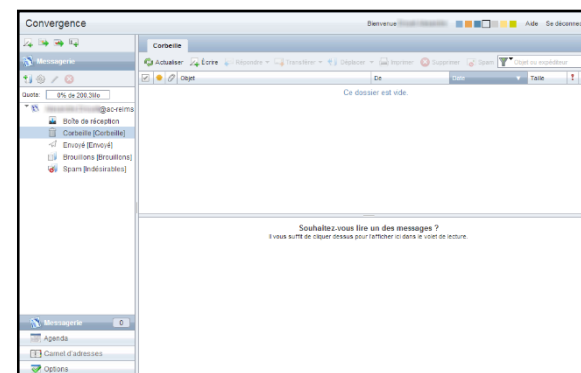 Convergence
Bienvenue
Aide Se déconnec
Corbeille
Messagerie
Actualiser Écrire Répondre Transférer Déplacer Imprimer Supprimer Spam Objet ou expéditeur
Objet De Date Taille
Quota: 0% de 200,3Mo
Ce dossier est vide.
@ac-reims
Boîte de réception
Corbeille [Corbeille]
Envoyé [Envoyé]
Brouillons [Brouillons]
Spam [Indésirables]
Souhaitez-vous lire un des messages ?
Il vous suffit de cliquer dessus pour l'afficher ici dans le volet de lecture.
Messagerie 0
Agenda
Carnet d'adresses
Options